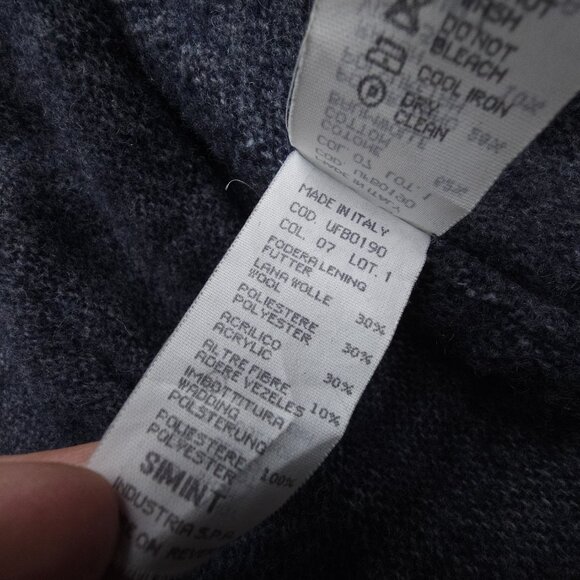 WASH
DO NOT
BLEACH
COOL IRON
DRY
CLEAN
MADE IN ITALY
COD. UFB0190
COL. 07 LOT. 1
FODERA LENING
FUTTER
LANA WOLLE
WOOL 30%
POLIESTERE
POLYESTER 30%
ACRILICO
ACRYLIC 30%
ALTRE FIBRE
ADERE VEZELES 10%
IMBOTTITURA
WADDING
POLSTERUNG
POLIESTERE 100%
POLYESTER
SIMINT
INDUSTRIA S.P.A.